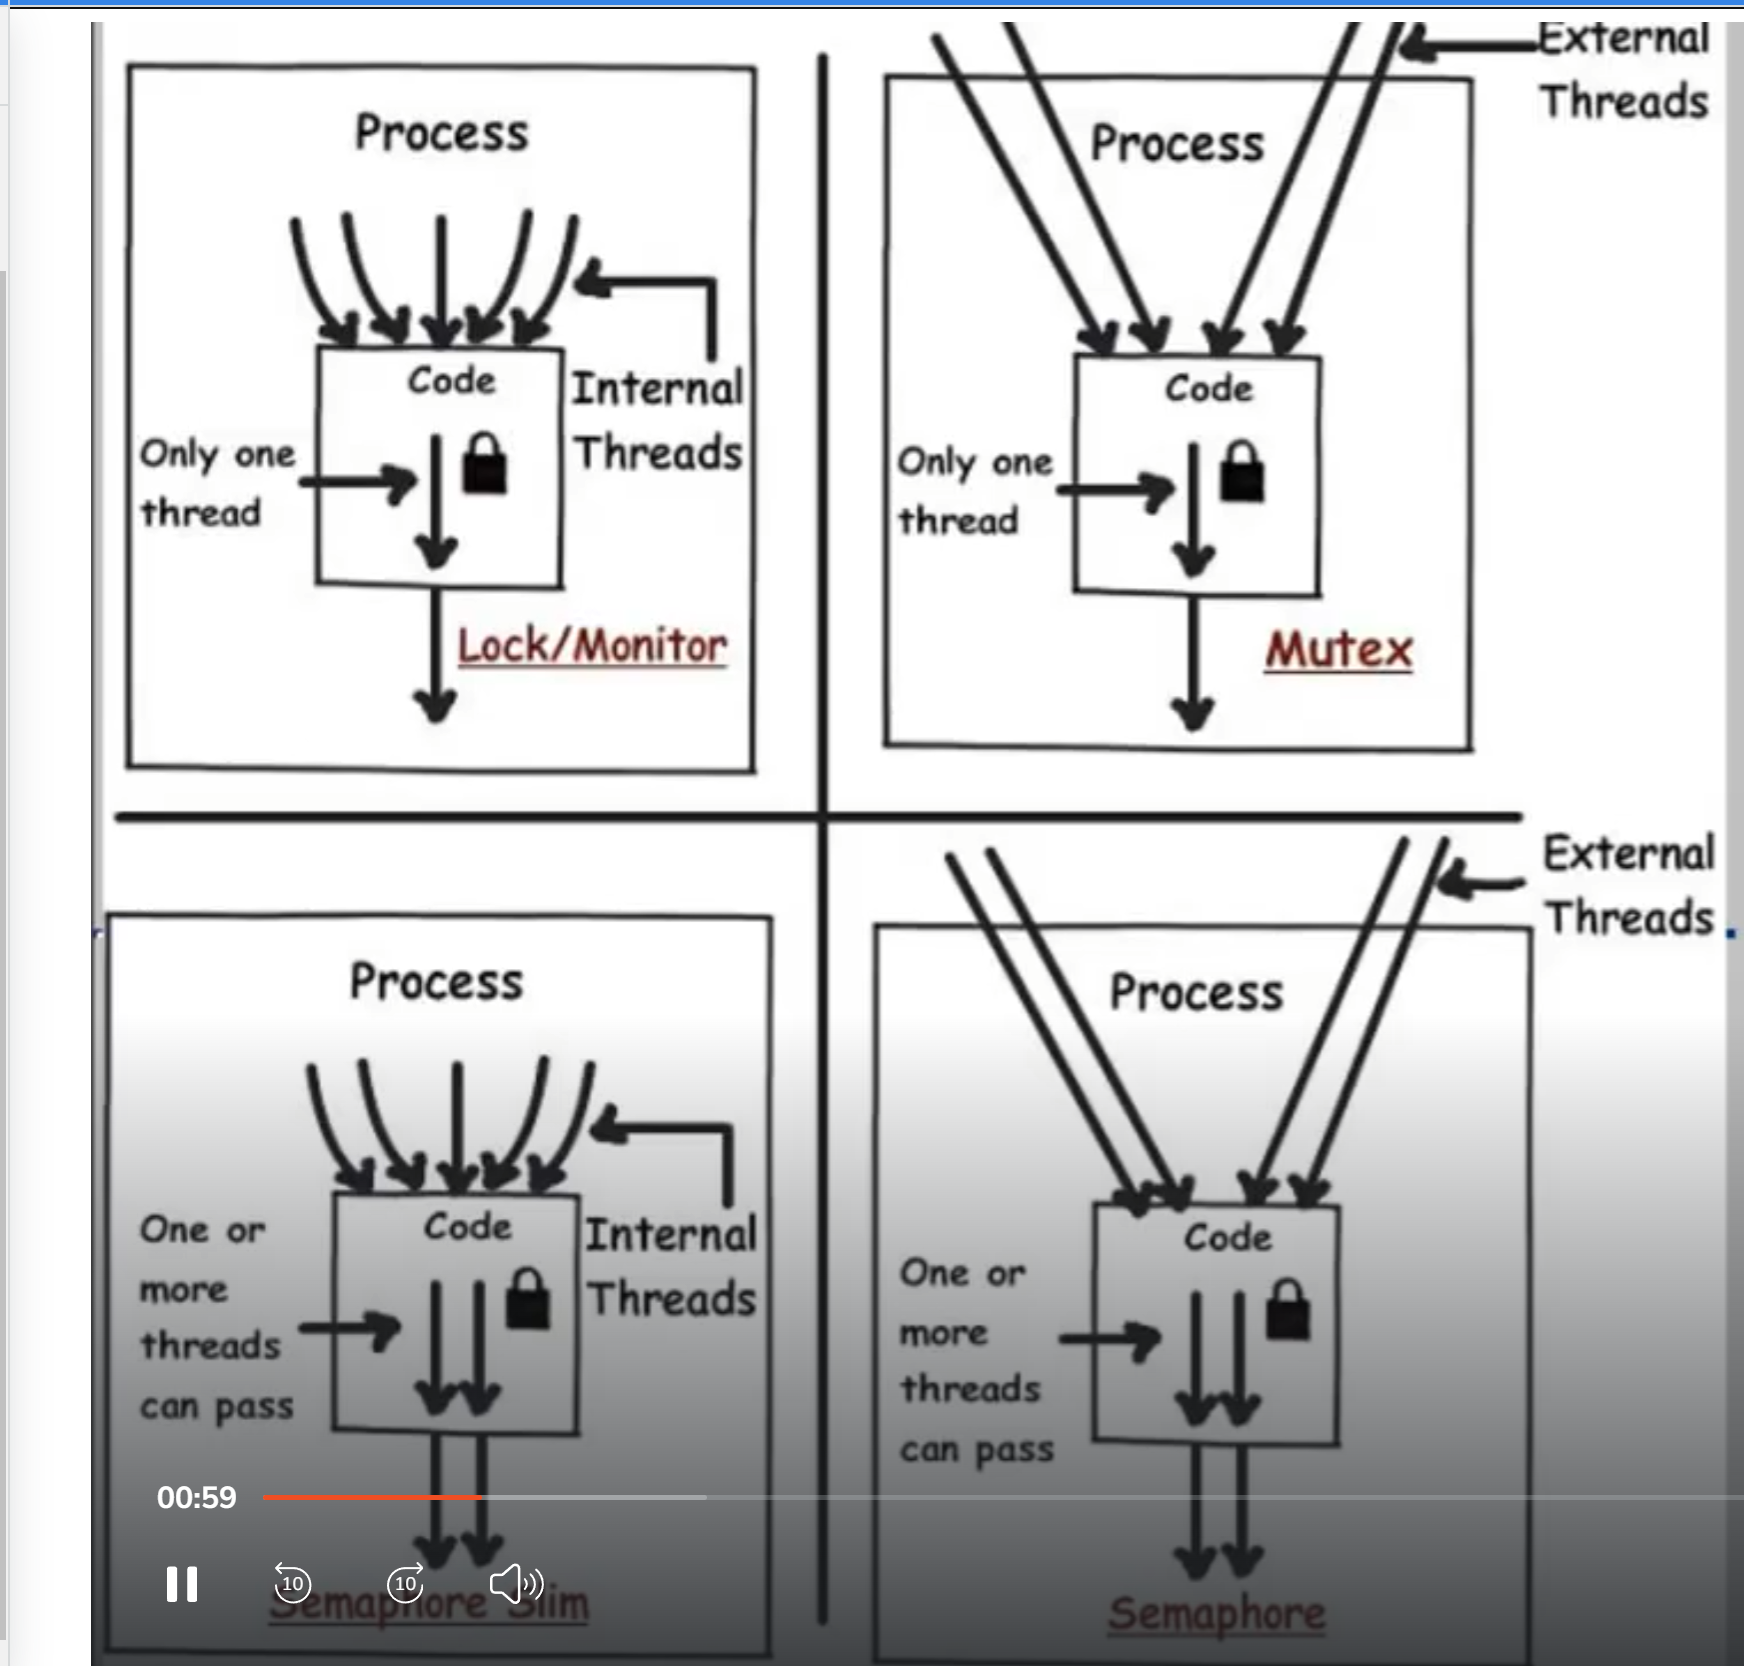 External
Threads
Process
Process
Code
Internal
Threads
Only one
thread
Lock/Monitor
Code
Only one
thread
Mutex
External
Threads
Process
Process
Code
Internal
Threads
One or
more
threads
can pass
Code
One or
more
threads
can pass
00:59
10
10
Semaphore Slim
Semaphore